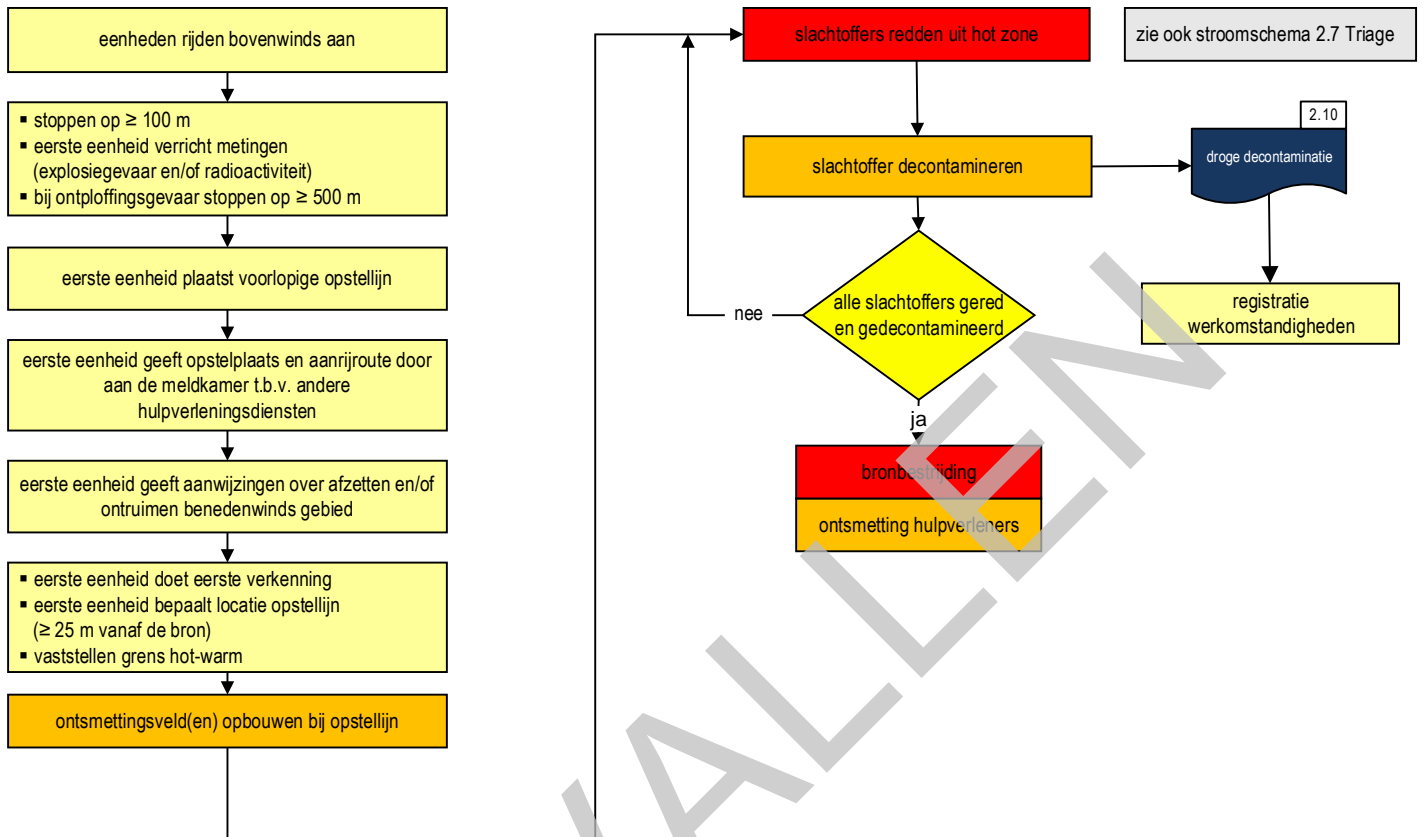 eenheden rijden bovenwinds aan
▪ stoppen op ≥ 100 m
▪ eerste eenheid verricht metingen
(explosiegevaar en/of radioactiviteit)
▪ bij ontploffingsgevaar stoppen op ≥ 500 m
eerste eenheid plaatst voorlopige opstellijn
eerste eenheid geeft opstelplaats en aanrijroute door
aan de meldkamer t.b.v. andere
hulpverleningsdiensten
eerste eenheid geeft aanwijzingen over afzetten en/of
ontruimen benedenwinds gebied
▪ eerste eenheid doet eerste verkenning
▪ eerste eenheid bepaalt locatie opstellijn
(≥ 25 m vanaf de bron)
▪ vaststellen grens hot-warm
ontsmettingsveld(en) opbouwen bij opstellijn
slachtoffers redden uit hot zone
slachtoffer decontamineren
alle slachtoffers gered
en gedecontamineerd
nee
ja
bronbestrijding
ontsmetting hulpverleners
zie ook stroomschema 2.7 Triage
2.10
droge decontaminatie
registratie
werkomstandigheden
VALLEN